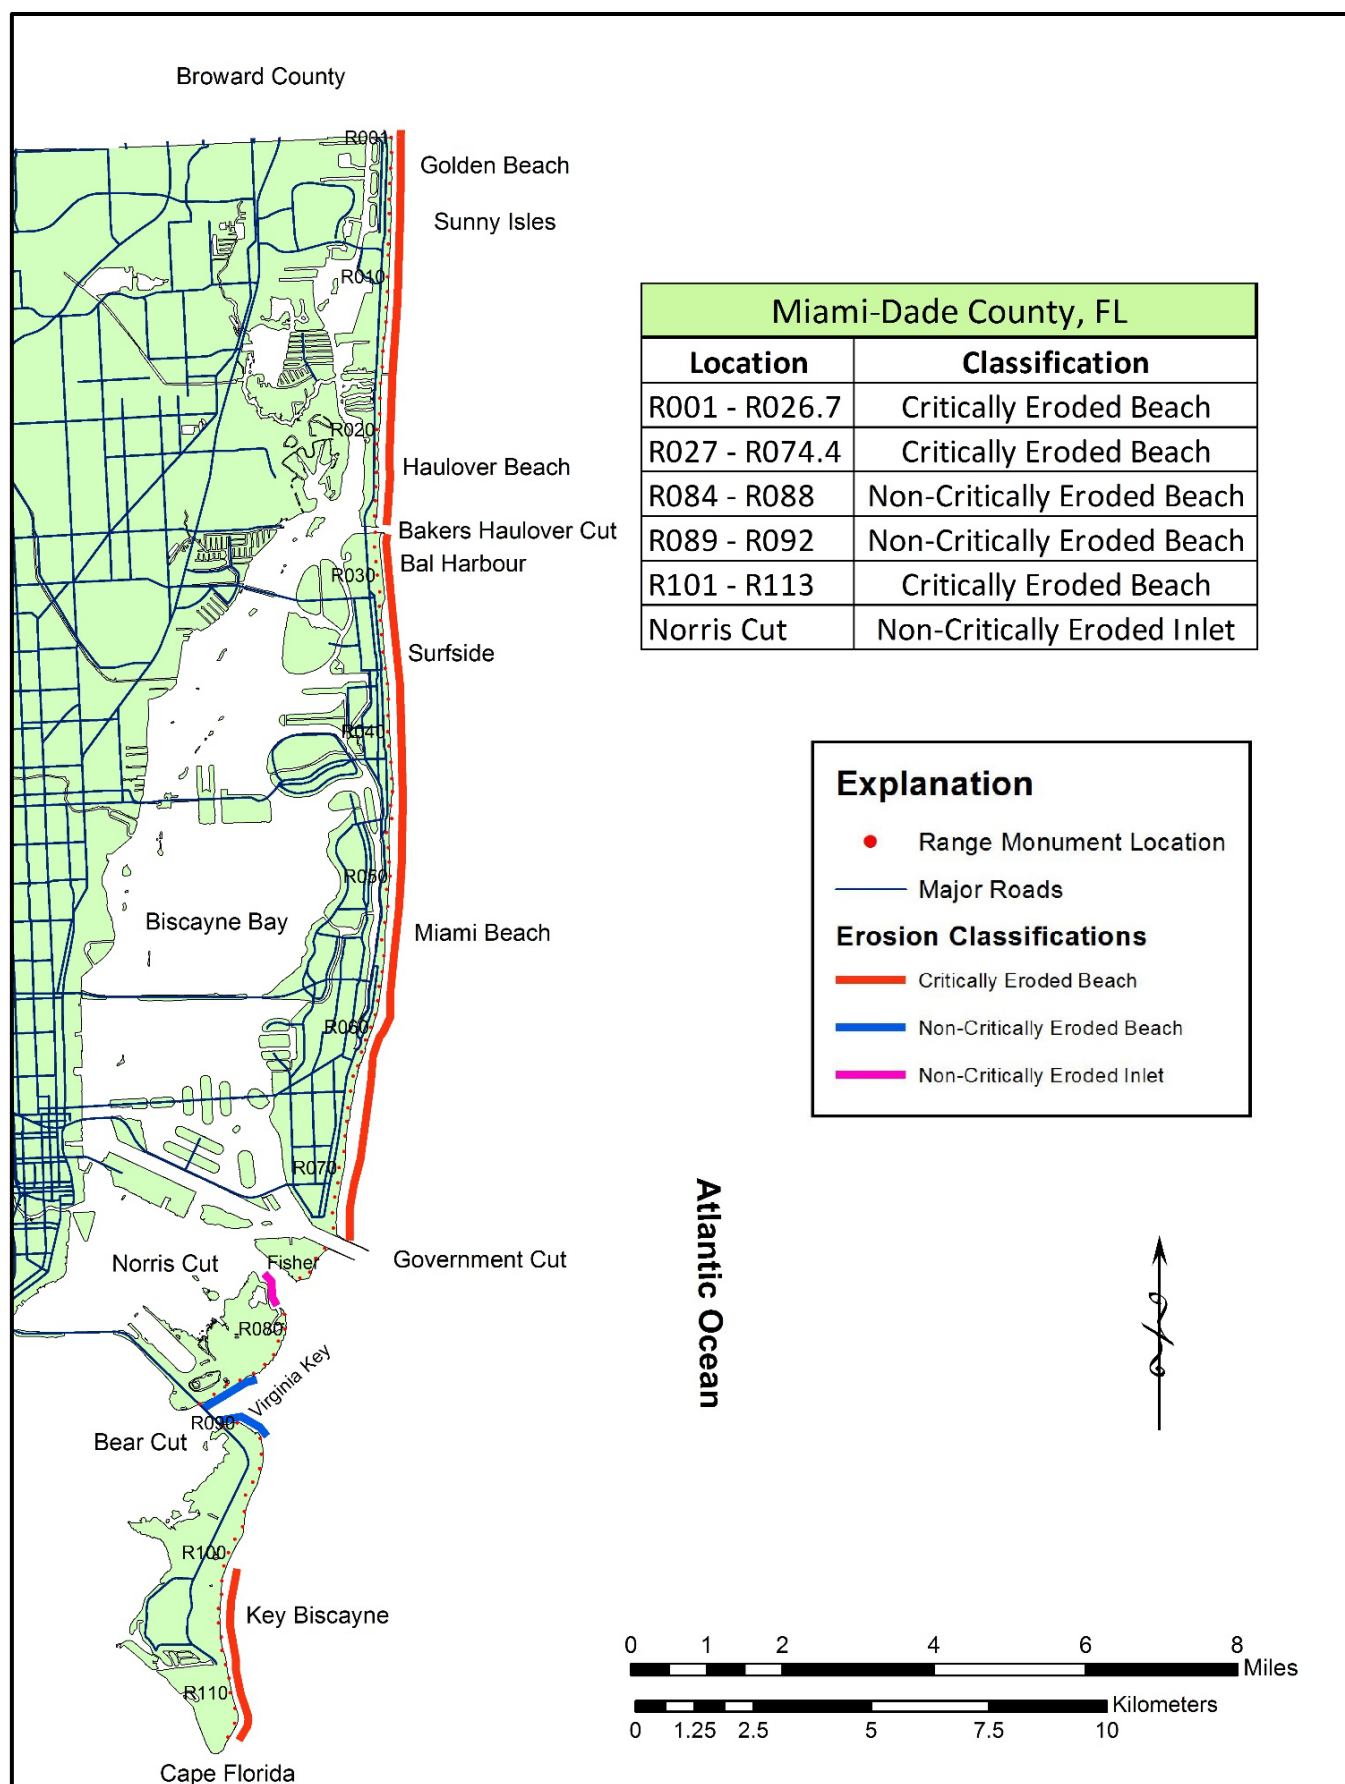 Broward County
R001
Golden Beach
Sunny Isles
R010
Miami-Dade County, FL
Location Classification
R001 - R026.7 Critically Eroded Beach
R027 - R074.4 Critically Eroded Beach
R084 - R088 Non-Critically Eroded Beach
R089 - R092 Non-Critically Eroded Beach
R101 - R113 Critically Eroded Beach
Norris Cut Non-Critically Eroded Inlet
R020
Haulover Beach
Bakers Haulover Cut
Bal Harbour
R030
Surfside
R040
Explanation
Range Monument Location
Major Roads
Erosion Classifications
Critically Eroded Beach
Non-Critically Eroded Beach
Non-Critically Eroded Inlet
R050
Biscayne Bay
Miami Beach
R060
R070
Atlantic Ocean
Norris Cut
Fisher
Government Cut
R080
Virginia Key
R090
Bear Cut
R100
Key Biscayne
R110
Cape Florida
0 1 2 4 6 8
Miles
Kilometers
0 1.25 2.5 5 7.5 10